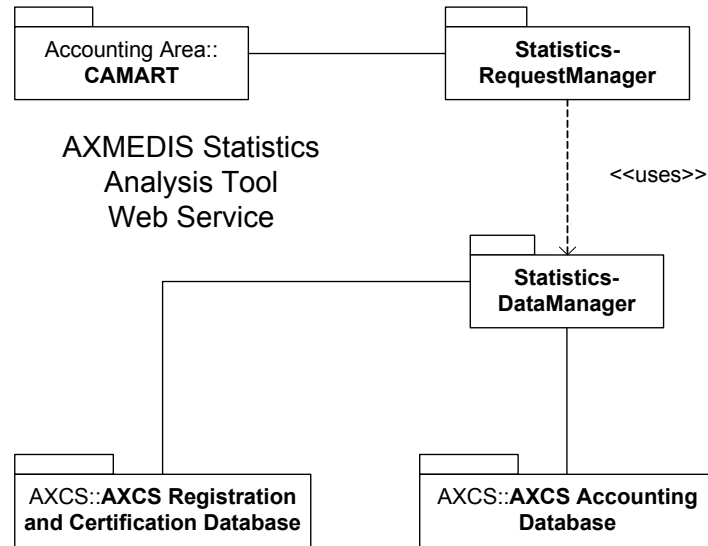 Accounting Area::
CAMART
Statistics-
RequestManager
AXMEDIS Statistics
Analysis Tool
Web Service
<<uses>>
Statistics-
DataManager
AXCS::AXCS Registration
and Certification Database
AXCS::AXCS Accounting
Database